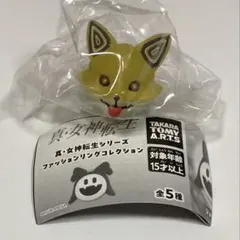 真・女神転生
真・女神転生シリーズ
ファッションリングコレクション
TAKARA
TOMY
A.R.T.S
対象年齢
15才以上
全5種